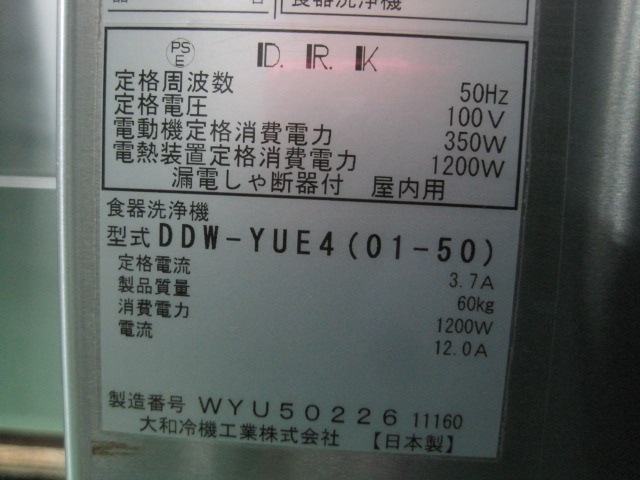 食器洗浄機
PS
E D. R. K
定格周波数 50Hz
定格電圧 100V
電動機定格消費電力 350W
電熱装置定格消費電力 1200W
漏電しゃ断器付 屋内用
食器洗浄機
型式 DDW-YUE4(01-50)
定格電流 3.7A
製品質量 60kg
消費電力 1200W
電流 12.0A
製造番号 WYU50226 11160
大和冷機工業株式会社 【日本製】